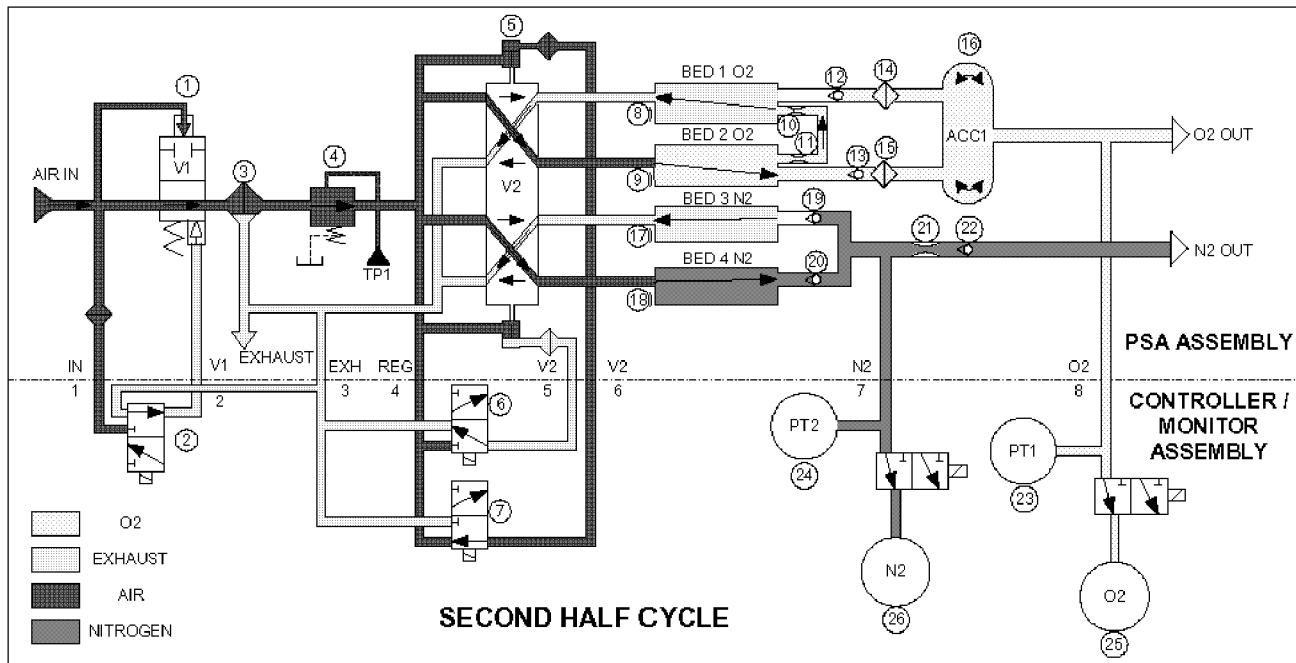 5
BED 1 O2
16
12
14
1
8
10
BED 2 O2
11
ACC1
O2 OUT
V1
3
4
AIR IN
V2
9
13
15
BED 3 N2
19
17
21
22
N2 OUT
BED 4 N2
20
TP1
18
EXHAUST
PSA ASSEMBLY
IN
1
V1
2
EXH
3
REG
4
V2
5
V2
6
N2
7
O2
8
CONTROLLER /
MONITOR
ASSEMBLY
2
6
PT2
24
PT1
23
7
O2
EXHAUST
AIR
NITROGEN
N2
26
O2
25
SECOND HALF CYCLE